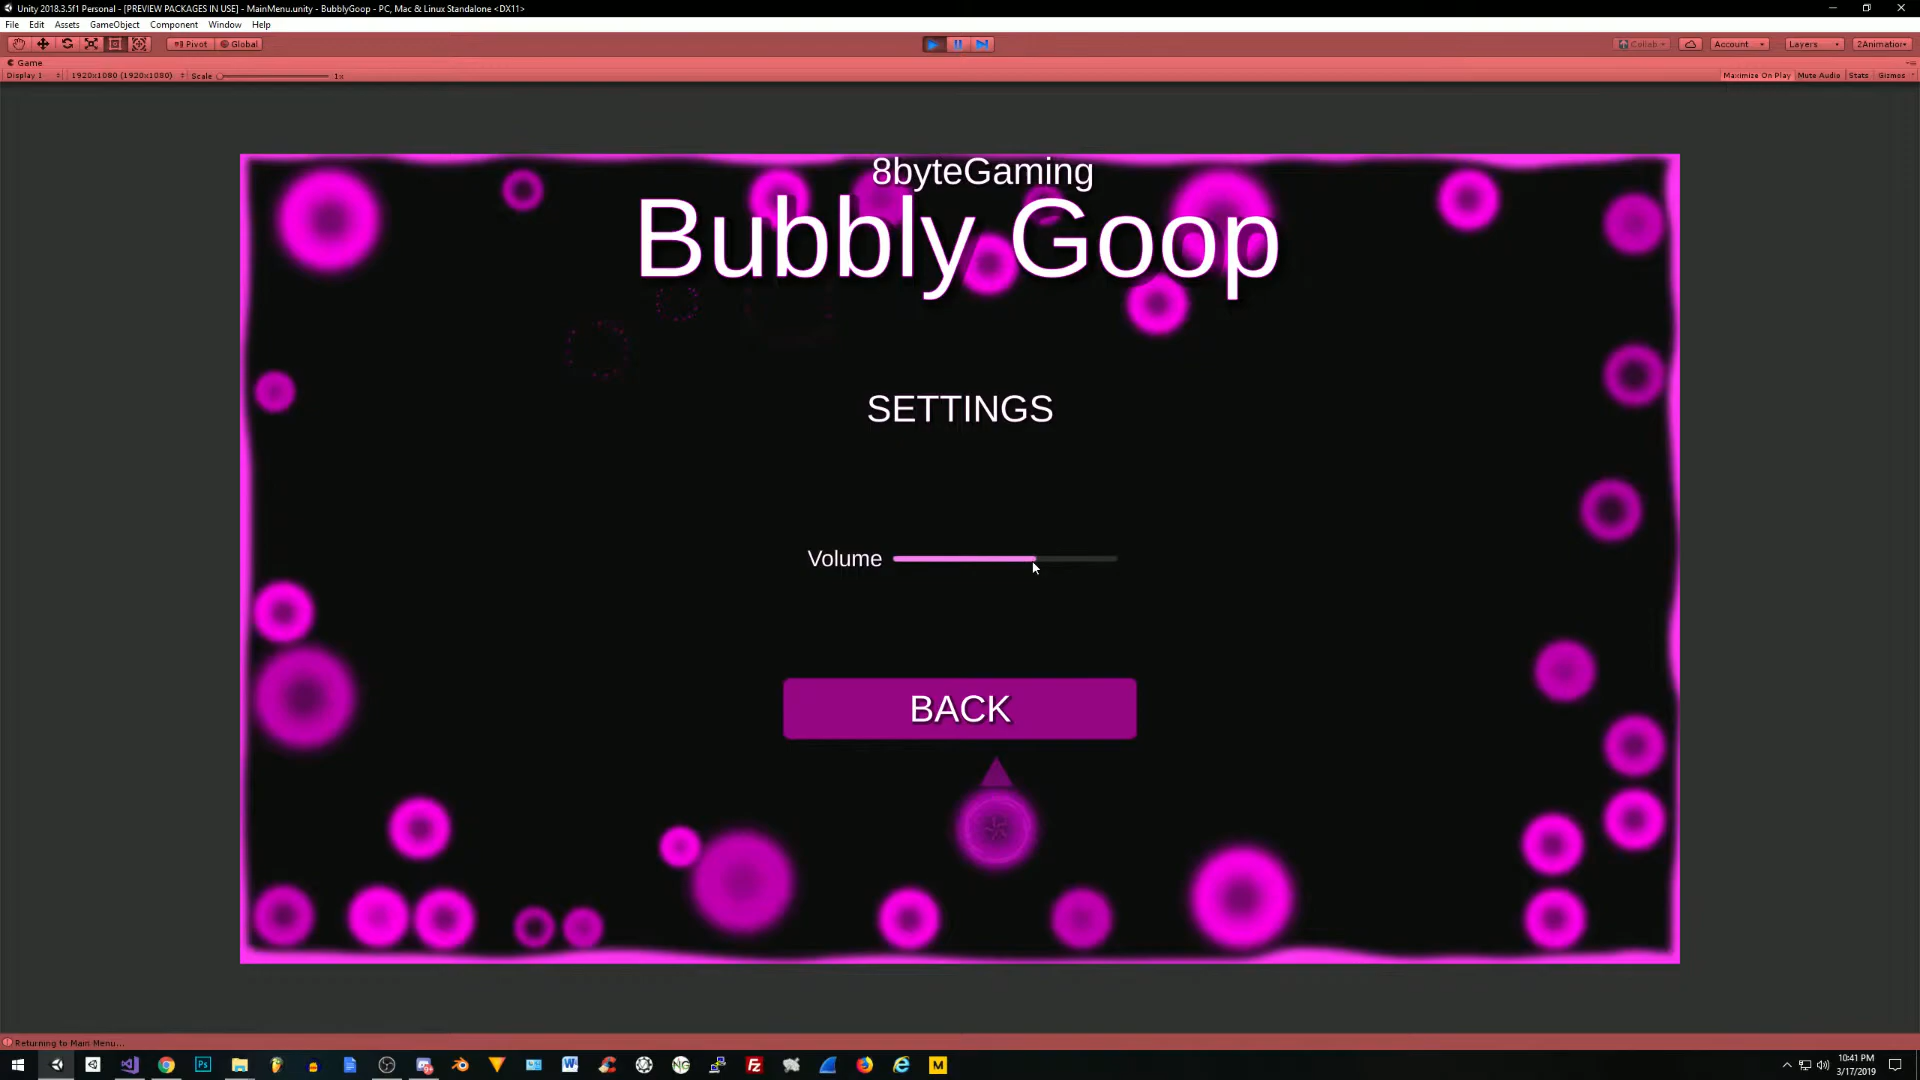 Unity 2018.3.5f1 Personal - [PREVIEW PACKAGES IN USE] - MainMenu.unity - BubblyGoop - PC, Mac & Linux Standalone <DX11>
File Edit Assets GameObject Component Window Help
Pivot Global Collab Account Layers 2Animation
Game
Display 1 1920x1080 (1920x1080) Scale 1x Maximize On Play Mute Audio Stats Gizmos
8byteGaming
Bubbly Goop
SETTINGS
Volume
BACK
Returning to Main Menu...
10:41 PM
3/17/2019